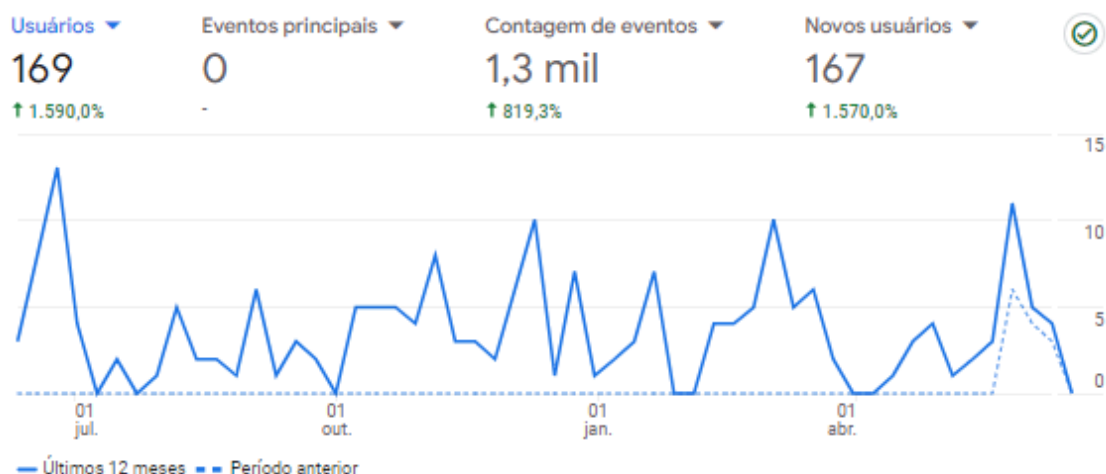 Usuários Eventos principais Contagem de eventos Novos usuários
169 0 1,3 mil 167
↑ 1.590,0% - ↑ 819,3% ↑ 1.570,0%
15
10
5
0
01 01 01 01
jul. out. jan. abr.
Últimos 12 meses Período anterior